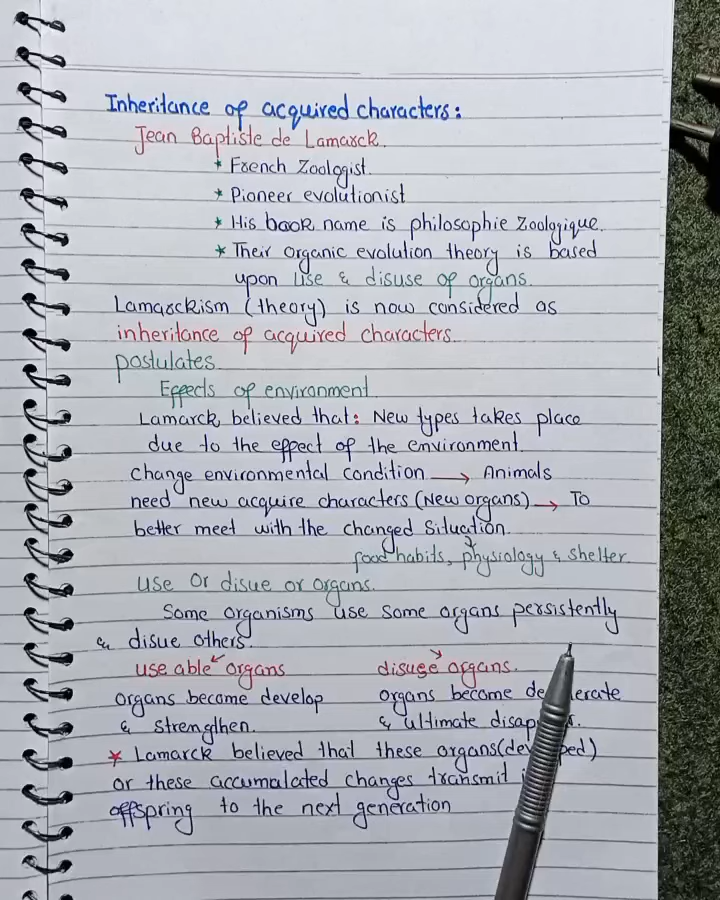 Inheritance of acquired characters:
Jean Baptiste de Lamarck.
* French Zoologist.
* Pioneer evolutionist
* His book name is philosophie Zoologique.
* Their organic evolution theory is based
upon Use & disuse of organs.
Lamarckism (theory) is now considered as
inheritance of acquired characters.
postulates.
Effects of environment.
Lamarck believed that: New types takes place
due to the effect of the environment.
change environmental condition → Animals
need new acquire characters (New organs) → To
better meet with the changed Situation.
food habits, physiology & shelter.
use Or disue or organs.
Some organisms use some organs persistently
& disue others.
use able organs disuse organs.
organs become develop organs become
& strengthen. & ultimate
* Lamarck believed that these organs
or these accumalated changes transmit
offspring to the next generation